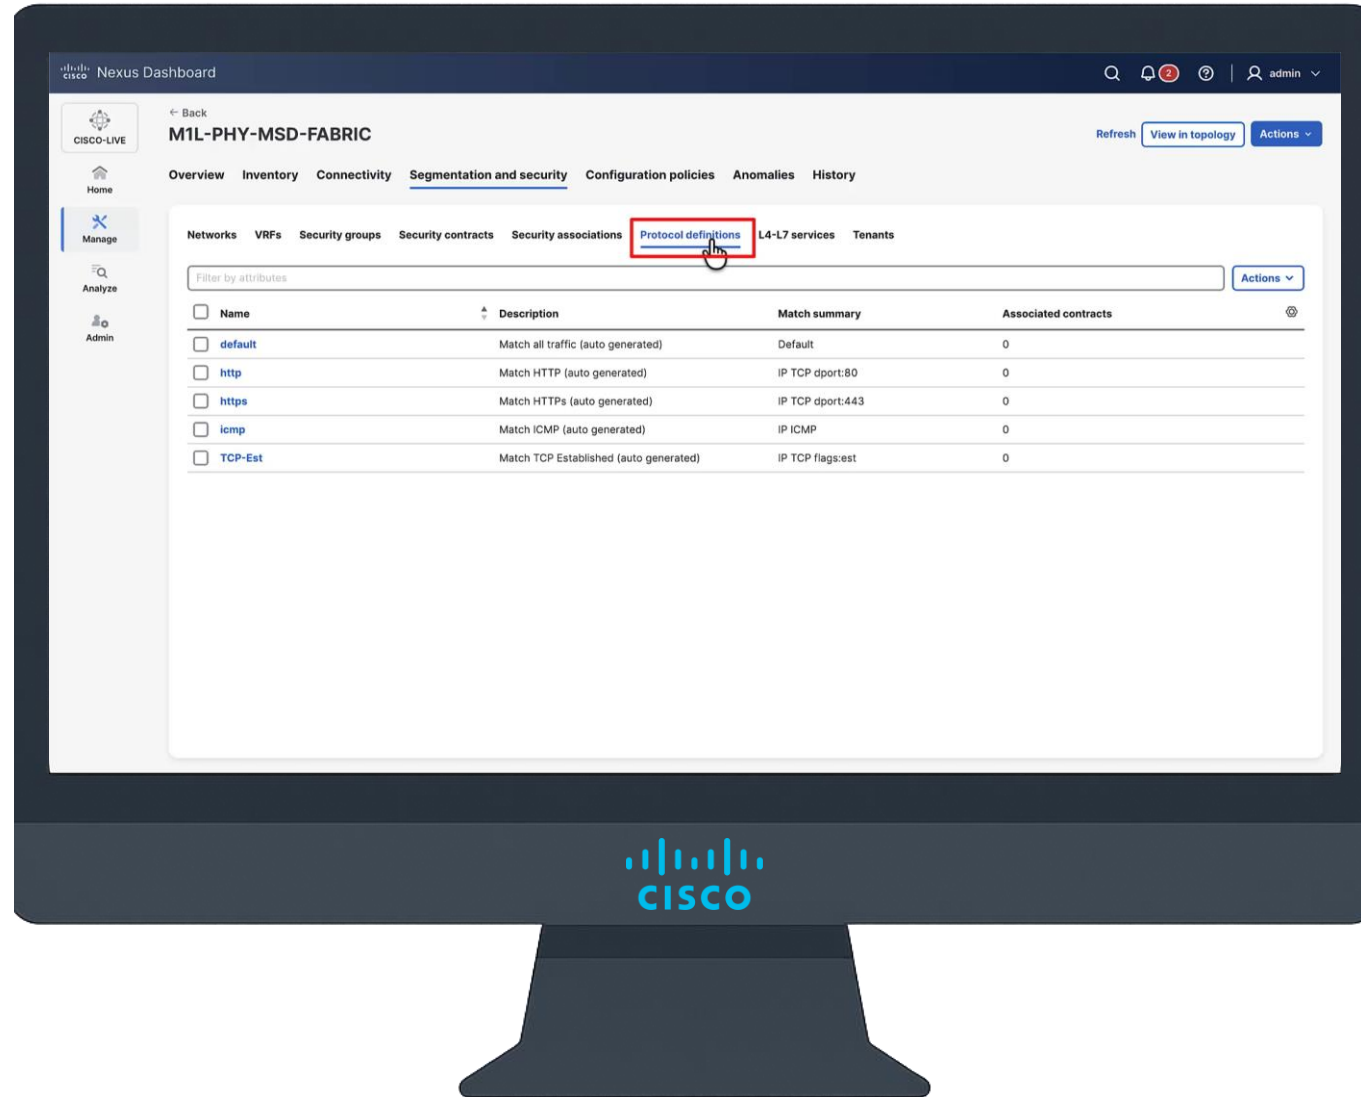 CISCO Nexus Dashboard 2 admin
CISCO-LIVE
Home
Manage
Analyze
Admin
← Back
M1L-PHY-MSD-FABRIC
Refresh View in topology Actions
Overview Inventory Connectivity Segmentation and security Configuration policies Anomalies History
Networks VRFs Security groups Security contracts Security associations Protocol definitions L4-L7 services Tenants
Filter by attributes Actions
Name Description Match summary Associated contracts
default Match all traffic (auto generated) Default 0
http Match HTTP (auto generated) IP TCP dport:80 0
https Match HTTPs (auto generated) IP TCP dport:443 0
icmp Match ICMP (auto generated) IP ICMP 0
TCP-Est Match TCP Established (auto generated) IP TCP flags:est 0
CISCO